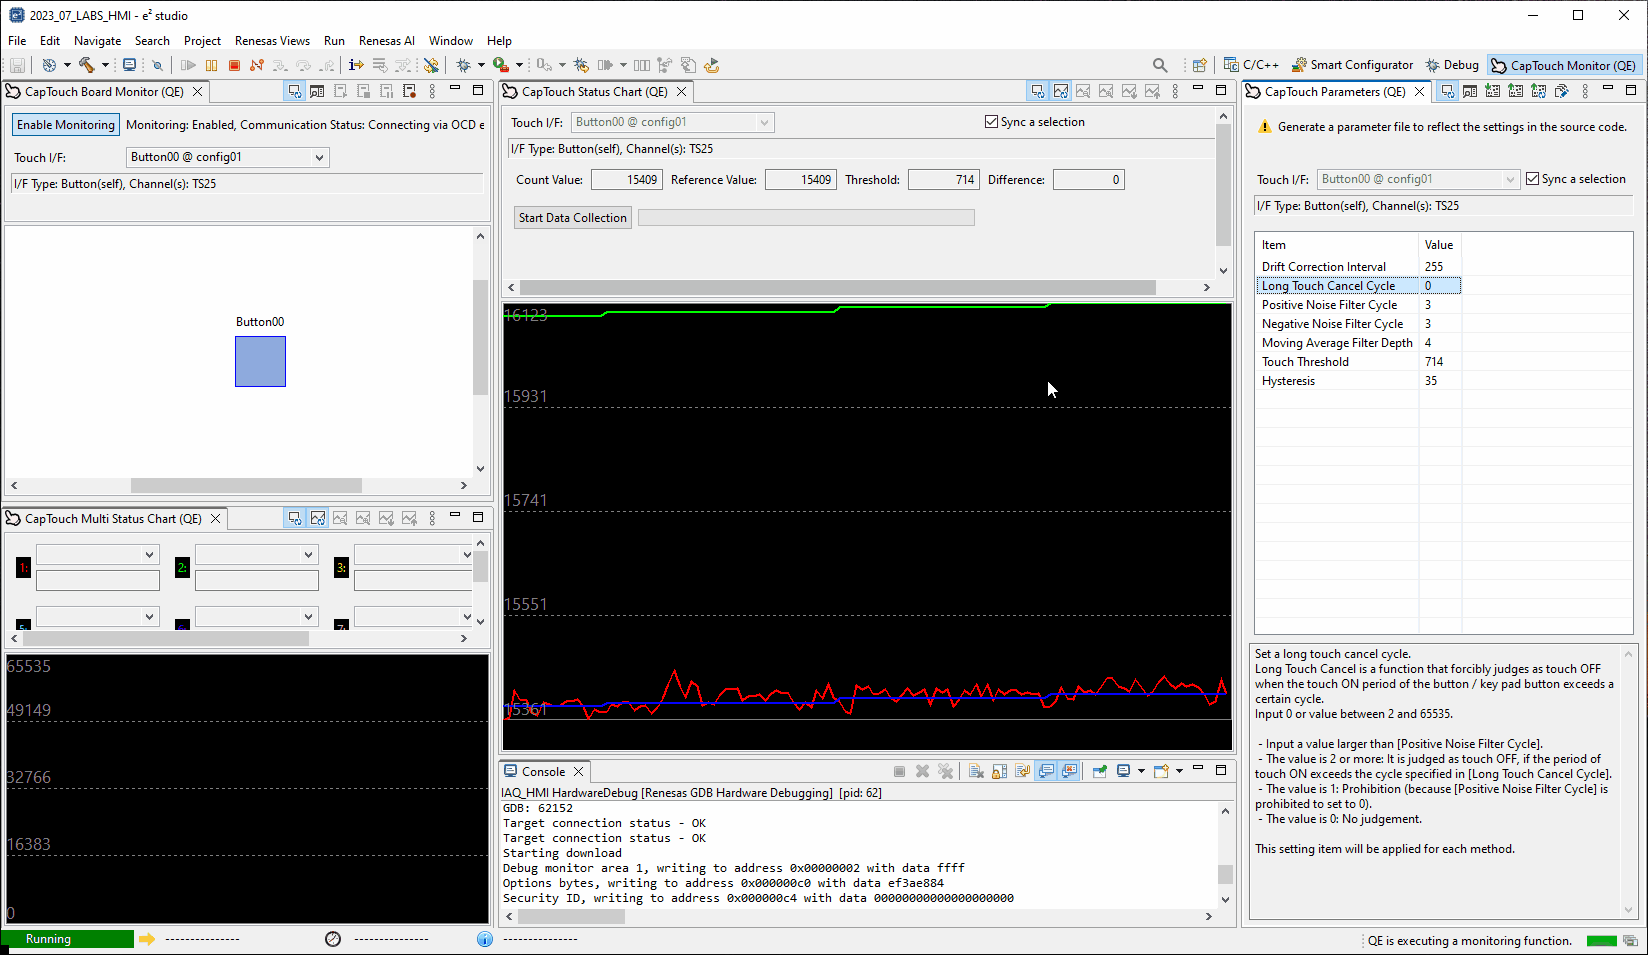 2023_07_LABS_HMI - e² studio
File Edit Navigate Search Project Renesas Views Run Renesas AI Window Help
C/C++ Smart Configurator Debug CapTouch Monitor (QE)
CapTouch Board Monitor (QE)
Enable Monitoring Monitoring: Enabled, Communication Status: Connecting via OCD e
Touch I/F: Button00 @ config01
I/F Type: Button(self), Channel(s): TS25
Button00
CapTouch Multi Status Chart (QE)
1: 2: 3:
5: 7:
65535
49149
32766
16383
0
CapTouch Status Chart (QE)
Touch I/F: Button00 @ config01 Sync a selection
I/F Type: Button(self), Channel(s): TS25
Count Value: 15409 Reference Value: 15409 Threshold: 714 Difference: 0
Start Data Collection
16123
15931
15741
15551
15361
Console
IAQ_HMI HardwareDebug [Renesas GDB Hardware Debugging] [pid: 62]
GDB: 62152
Target connection status - OK
Target connection status - OK
Starting download
Debug monitor area 1, writing to address 0x00000002 with data ffff
Options bytes, writing to address 0x000000c0 with data ef3ae884
Security ID, writing to address 0x000000c4 with data 00000000000000000000
CapTouch Parameters (QE)
Generate a parameter file to reflect the settings in the source code.
Touch I/F: Button00 @ config01 Sync a selection
I/F Type: Button(self), Channel(s): TS25
Item Value
Drift Correction Interval 255
Long Touch Cancel Cycle 0
Positive Noise Filter Cycle 3
Negative Noise Filter Cycle 3
Moving Average Filter Depth 4
Touch Threshold 714
Hysteresis 35
Set a long touch cancel cycle.
Long Touch Cancel is a function that forcibly judges as touch OFF
when the touch ON period of the button / key pad button exceeds a
certain cycle.
Input 0 or value between 2 and 65535.
- Input a value larger than [Positive Noise Filter Cycle].
- The value is 2 or more: It is judged as touch OFF, if the period of
touch ON exceeds the cycle specified in [Long Touch Cancel Cycle].
- The value is 1: Prohibition (because [Positive Noise Filter Cycle] is
prohibited to set to 0).
- The value is 0: No judgement.
This setting item will be applied for each method.
Running --------------- --------------- ---------------
QE is executing a monitoring function.